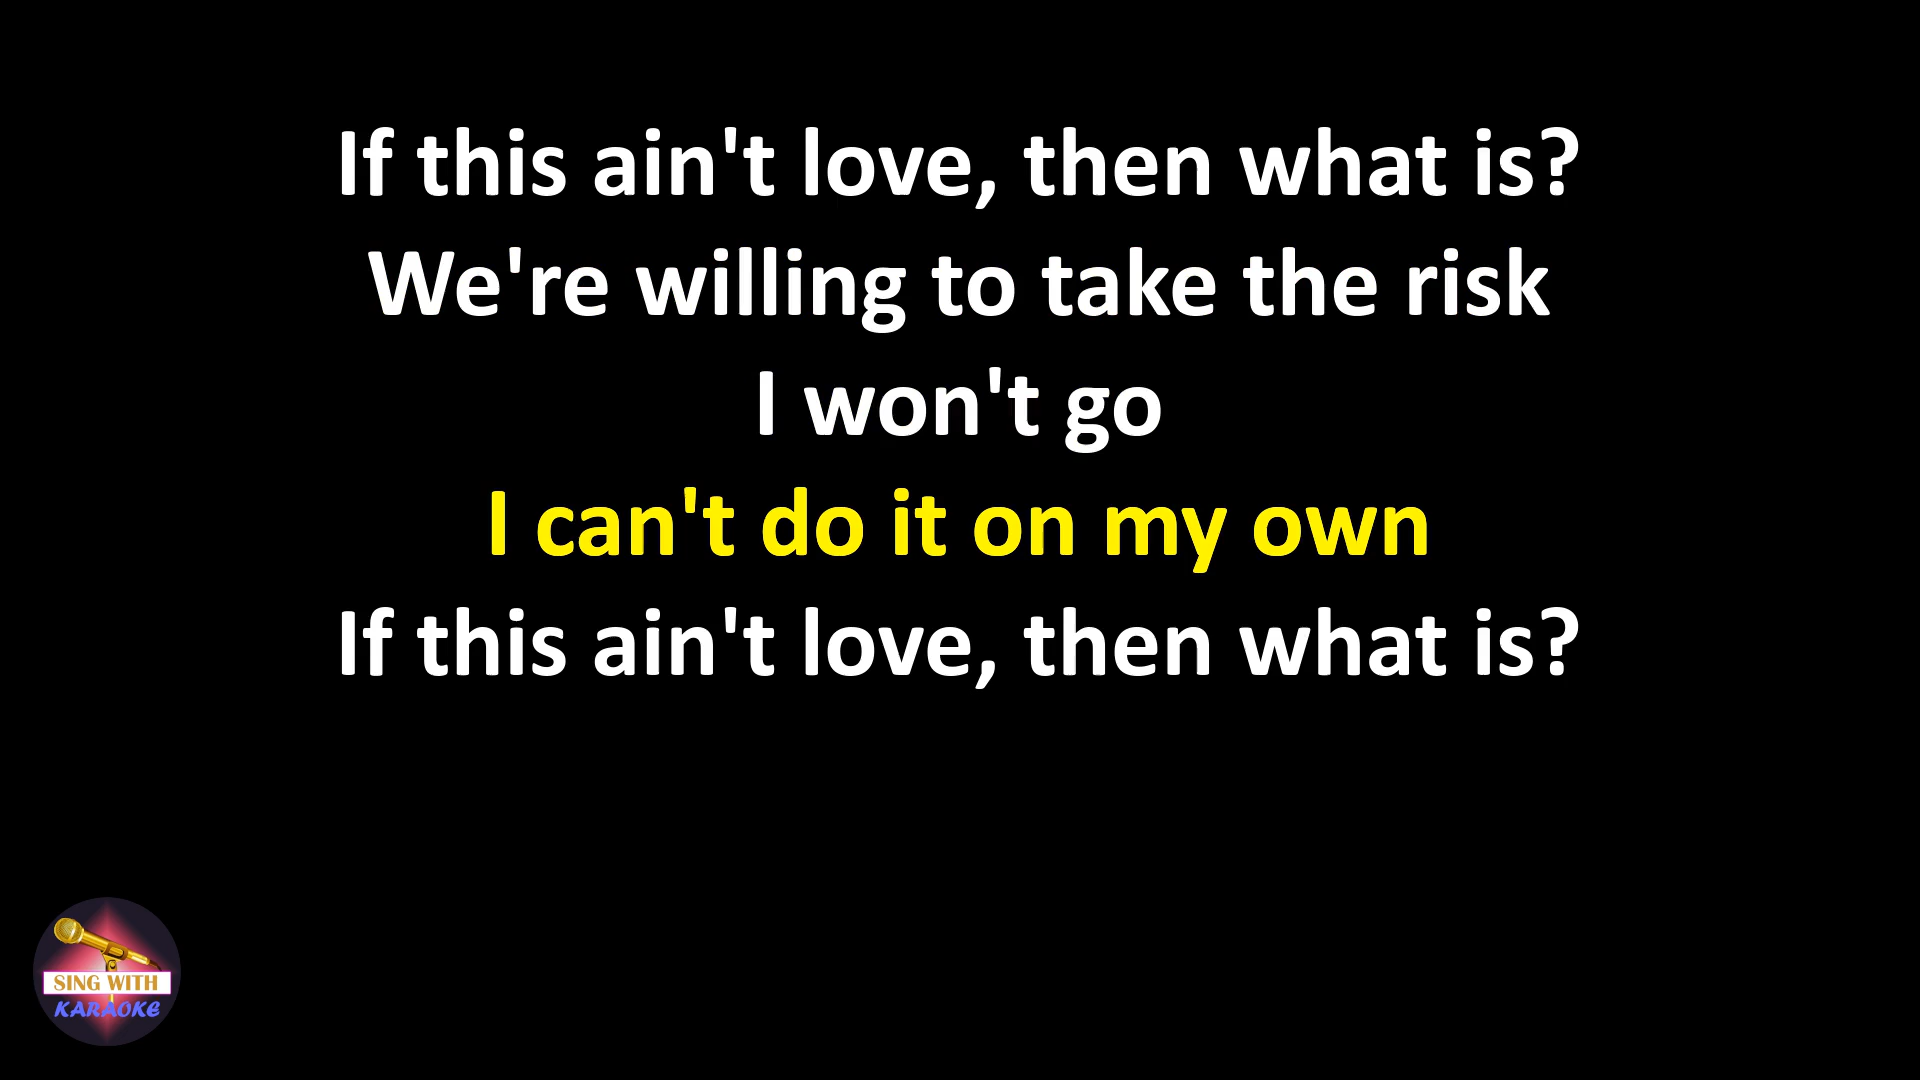 If this ain't love, then what is?
We're willing to take the risk
I won't go
I can't do it on my own
If this ain't love, then what is?
SING WITH
KARAOKE